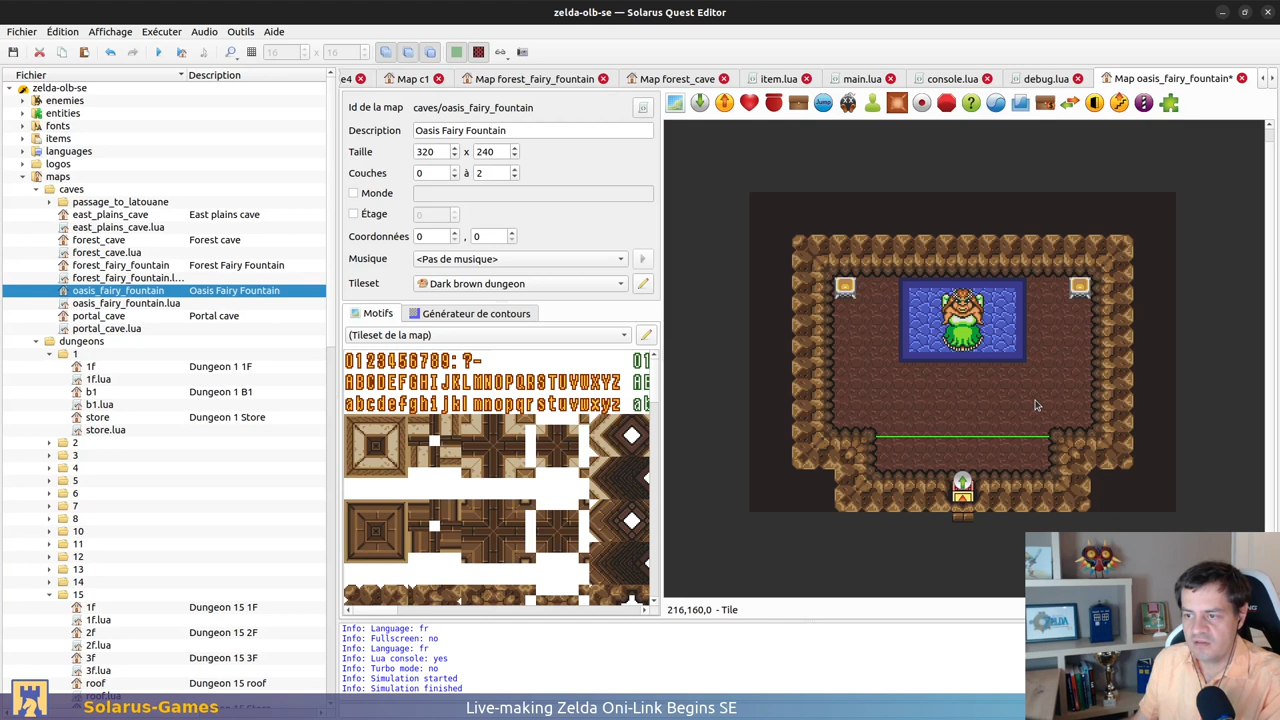 zelda-olb-se — Solarus Quest Editor
Fichier Édition Affichage Exécuter Audio Outils Aide
16 x 16
Fichier Description
zelda-olb-se
enemies
entities
fonts
items
languages
logos
maps
caves
passage_to_latouane
east_plains_cave East plains cave
east_plains_cave.lua
forest_cave Forest cave
forest_cave.lua
forest_fairy_fountain Forest Fairy Fountain
forest_fairy_fountain.l...
oasis_fairy_fountain Oasis Fairy Fountain
oasis_fairy_fountain.lua
portal_cave Portal cave
portal_cave.lua
dungeons
1
1f Dungeon 1 1F
1f.lua
b1 Dungeon 1 B1
b1.lua
store Dungeon 1 Store
store.lua
2
3
4
5
6
7
8
10
11
12
13
14
15
1f Dungeon 15 1F
1f.lua
2f Dungeon 15 2F
2f.lua
3f Dungeon 15 3F
3f.lua
roof Dungeon 15 roof
roof.lua
e4 Map c1 Map forest_fairy_fountain Map forest_cave item.lua main.lua console.lua debug.lua Map oasis_fairy_fountain*
Id de la map caves/oasis_fairy_fountain
Description Oasis Fairy Fountain
Taille 320 x 240
Couches 0 à 2
Monde
Étage 0
Coordonnées 0 , 0
Musique <Pas de musique>
Tileset Dark brown dungeon
Motifs Générateur de contours
(Tileset de la map)
0123456789:?- 01
ABCDEFGHIJKLMNOPQRSTUVWXYZ AB
abcdefghijklmnopqrstuvwxyz ab
Jump
216,160,0 - Tile
Info: Language: fr
Info: Fullscreen: no
Info: Language: fr
Info: Lua console: yes
Info: Turbo mode: no
Info: Simulation started
Info: Simulation finished
Solarus-Games
Live-making Zelda Oni-Link Begins SE